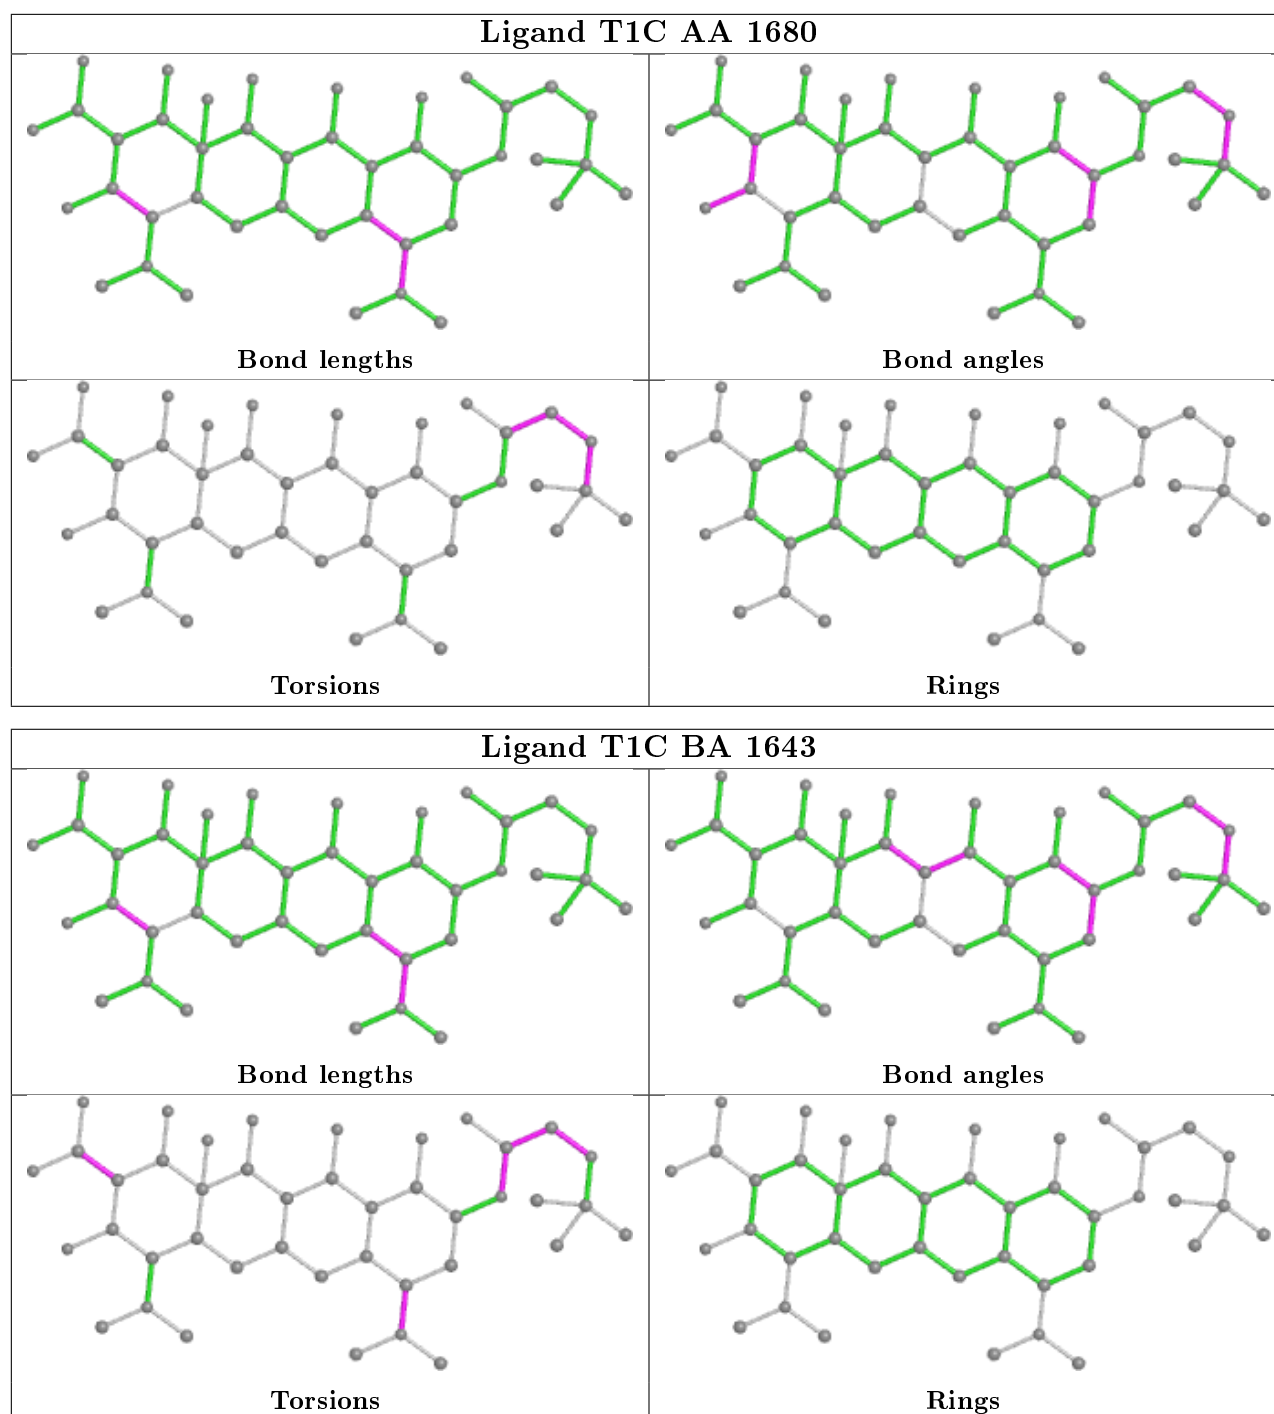 Ligand T1C AA 1680
Bond lengths
Bond angles
Torsions
Rings
Ligand T1C BA 1643
Bond lengths
Bond angles
Torsions
Rings